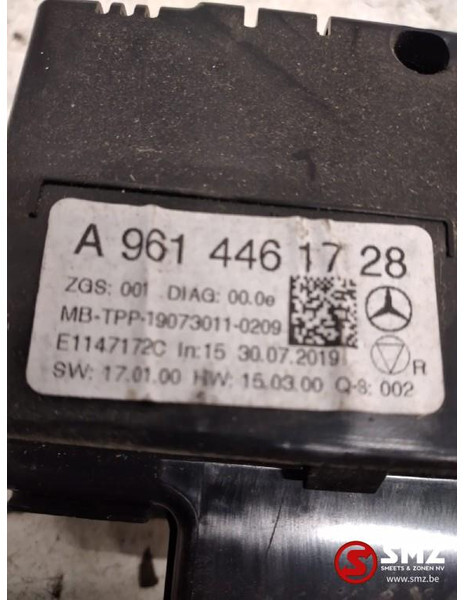 A 961 446 17 28
ZGS: 001 DIAG: 00.0e
MB-TPP-19073011-0209
E1147172C In:15 30.07.2019
R
SW: 17.01.00 HW: 15.03.00 Q-8: 002
SMZ
SMEETS & ZONEN NV
www.smz.be